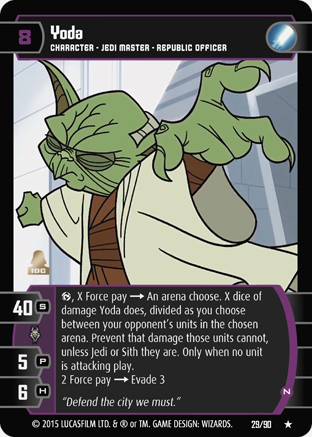 8
Yoda
CHARACTER - JEDI MASTER - REPUBLIC OFFICER
IDC
40 S
5 P
6 H
, X Force pay → An arena choose. X dice of
damage Yoda does, divided as you choose
between your opponent's units in the chosen
arena. Prevent that damage those units cannot,
unless Jedi or Sith they are. Only when no unit
is attacking play.
2 Force pay → Evade 3
"Defend the city we must."
N
© 2015 LUCASFILM LTD. & ® or TM. GAME DESIGN: WIZARDS. 29/90 ★